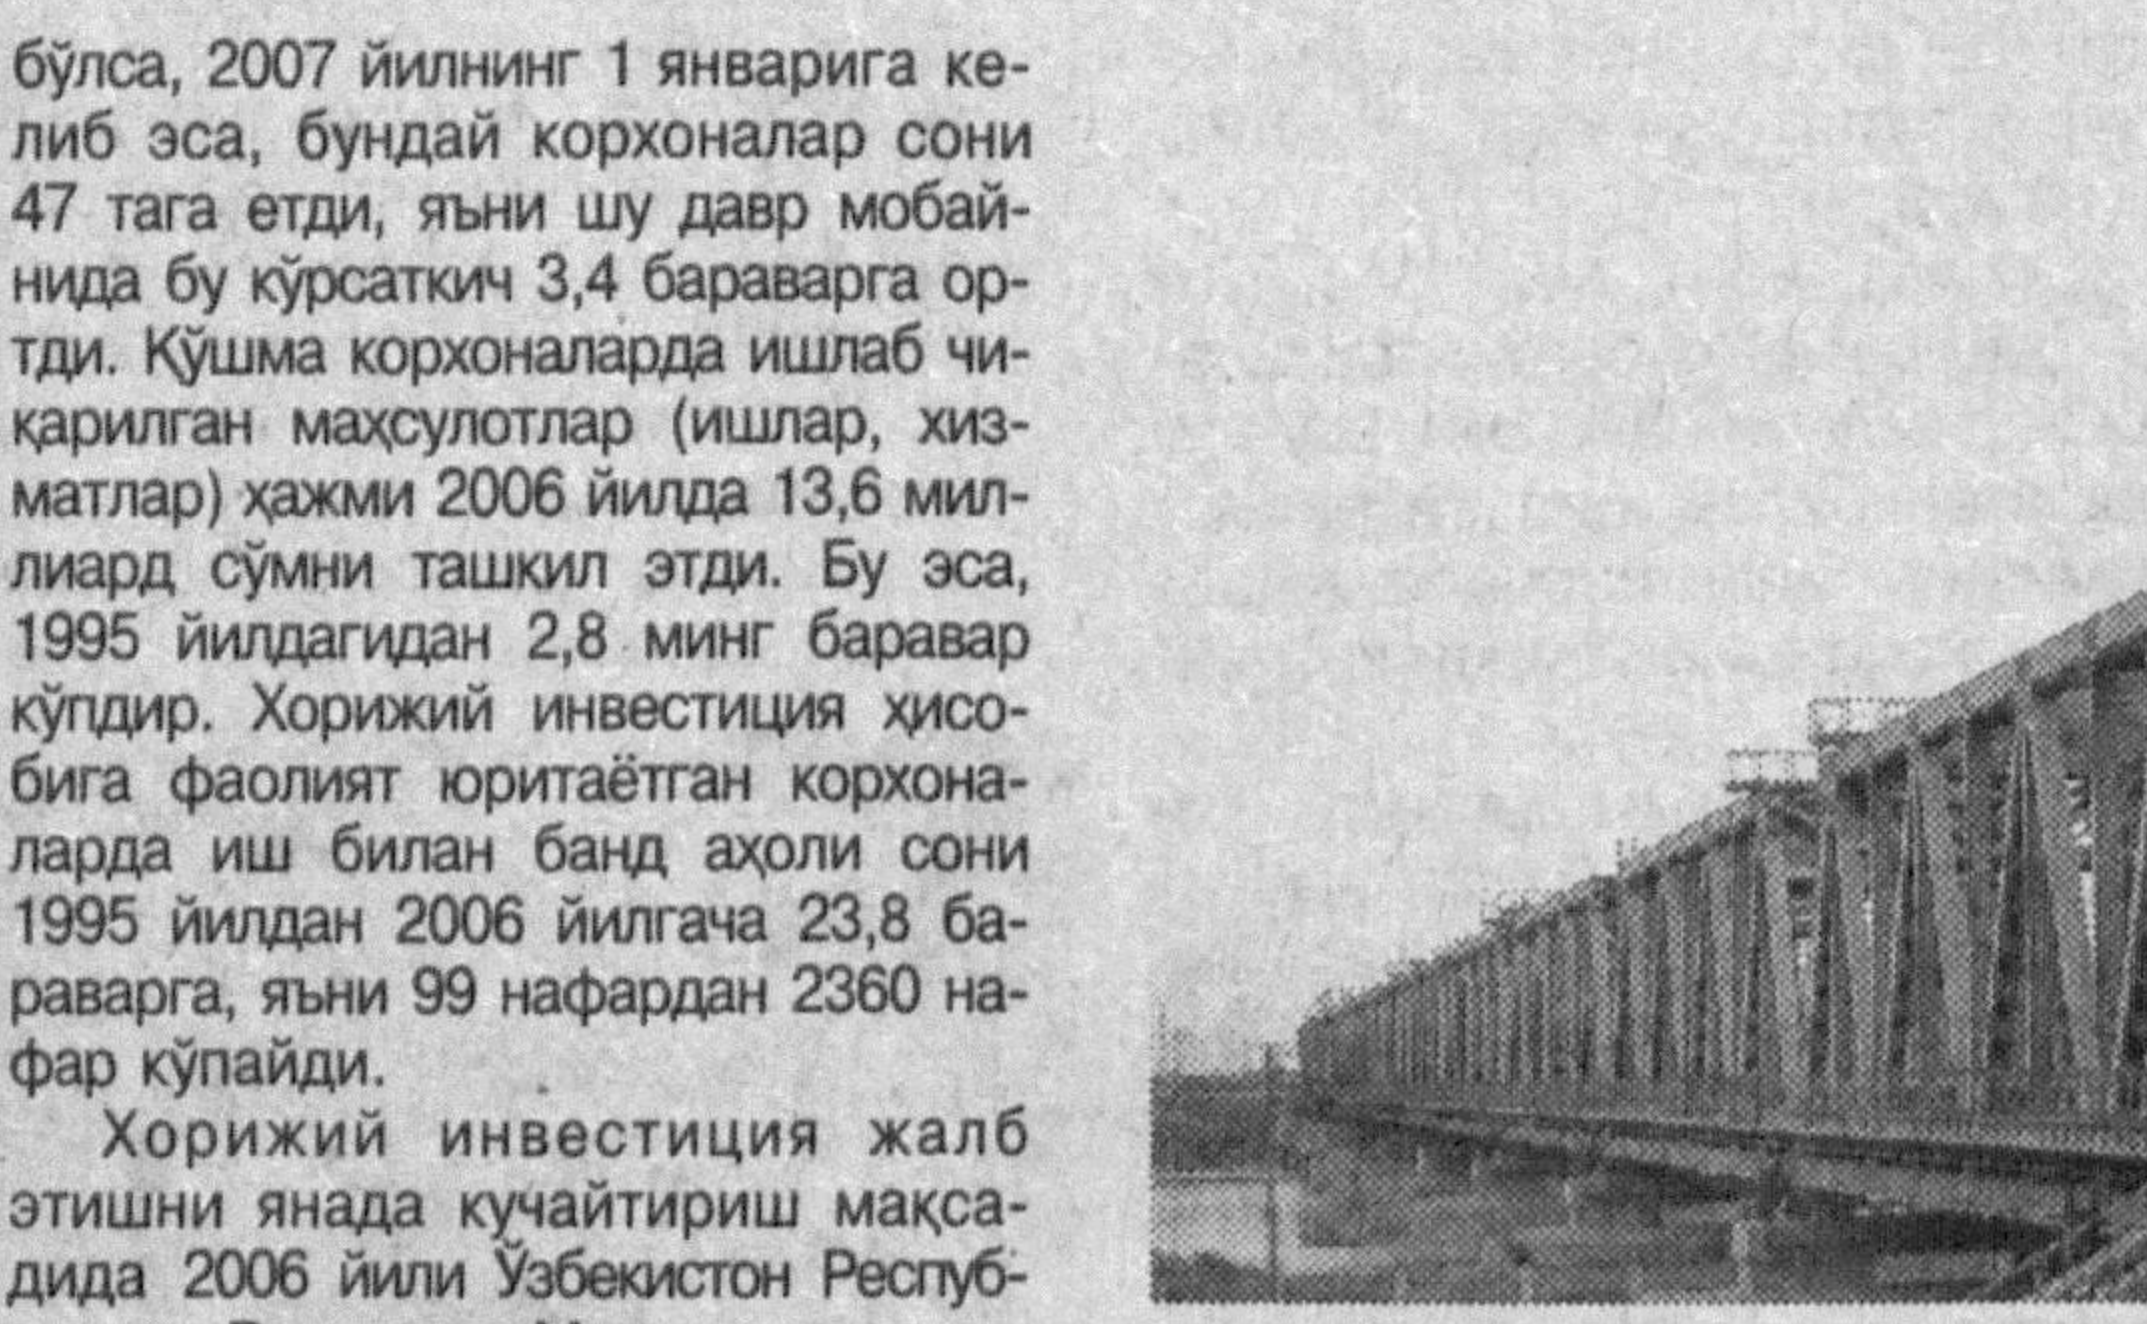 бўлса, 2007 йилнинг 1 январига ке-
либ эса, бундай корхоналар сони
47 тага етди, яъни шу давр мобай-
нида бу кўрсаткич 3,4 бараварга ор-
тди. Қўшма корхоналарда ишлаб чи-
қарилган маҳсулотлар (ишлар, хиз-
матлар) ҳажми 2006 йилда 13,6 мил-
лиард сўмни ташкил этди. Бу эса,
1995 йилдагидан 2,8 минг баравар
кўпдир. Хорижий инвестиция ҳисо-
бига фаолият юритаётган корхона-
ларда иш билан банд аҳоли сони
1995 йилдан 2006 йилгача 23,8 ба-
раварга, яъни 99 нафардан 2360 на-
фар кўпайди.
Хорижий инвестиция жалб
этишни янада кучайтириш мақса-
дида 2006 йили Ўзбекистон Респуб-